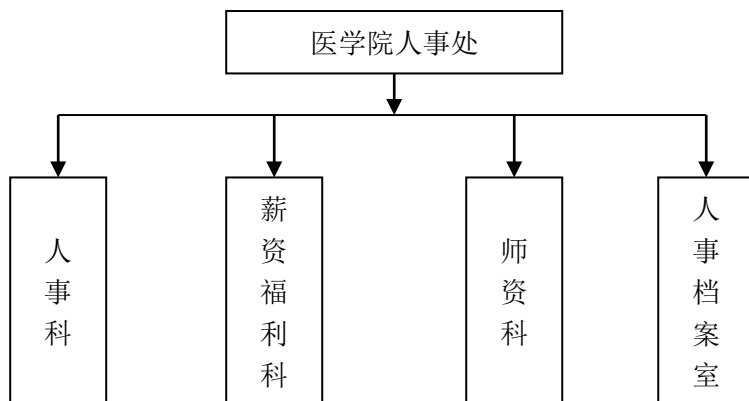 医学院人事处
人事科
薪资福利科
师资科
人事档案室